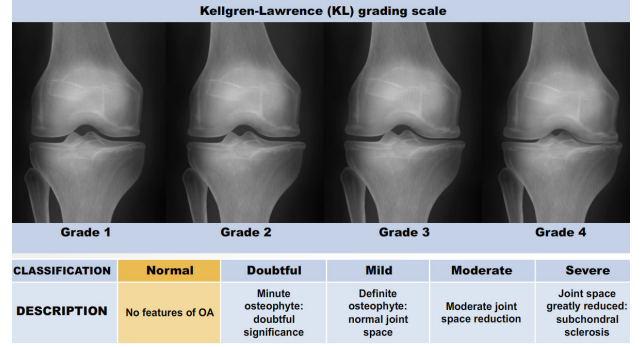 Kellgren-Lawrence (KL) grading scale
Grade 1 Grade 2 Grade 3 Grade 4
CLASSIFICATION Normal Doubtful Mild Moderate Severe
DESCRIPTION No features of OA Minute osteophyte: doubtful significance Definite osteophyte: normal joint space Moderate joint space reduction Joint space greatly reduced: subchondral sclerosis